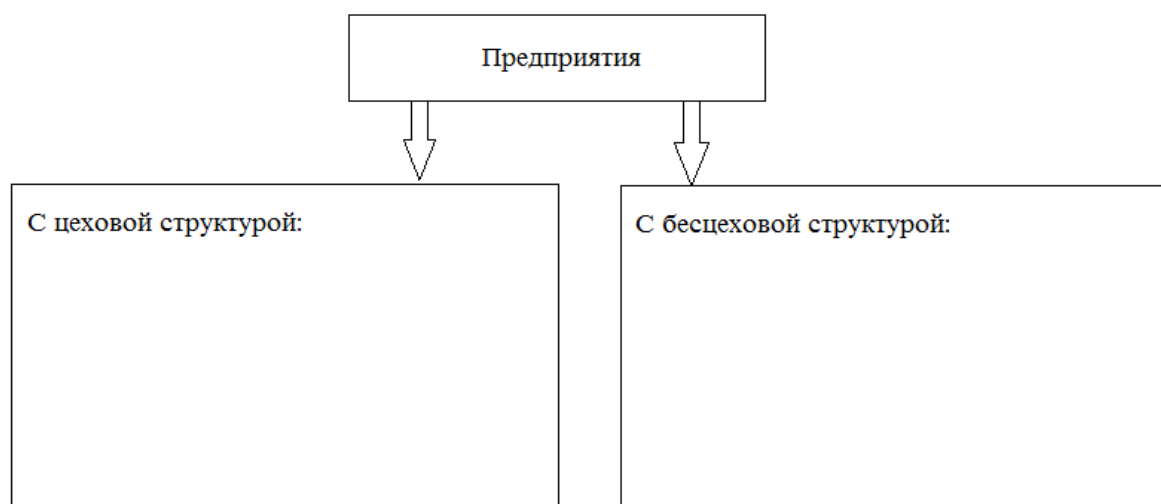 Предприятия
С цеховой структурой:
С бесцеховой структурой: